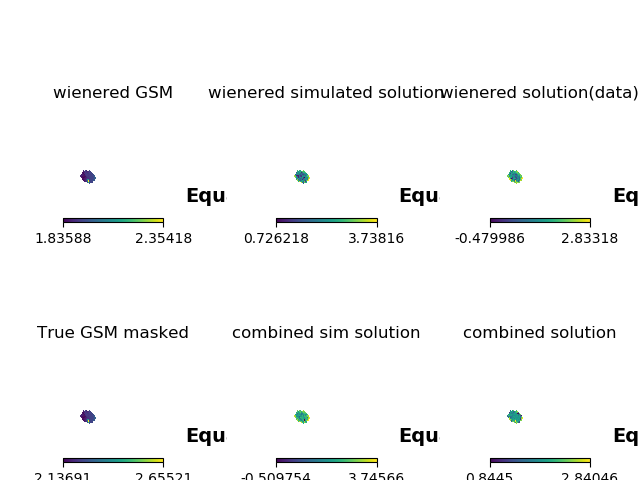 wienered GSM
wienered simulated solution
wienered solution(data)
Equ
Equ
Eq
1.83588 2.35418
0.726218 3.73816
-0.479986 2.83318
True GSM masked
combined sim solution
combined solution
Equ
Equ
Eq
2.13691 2.65521
-0.509754 3.74566
0.8445 2.84046